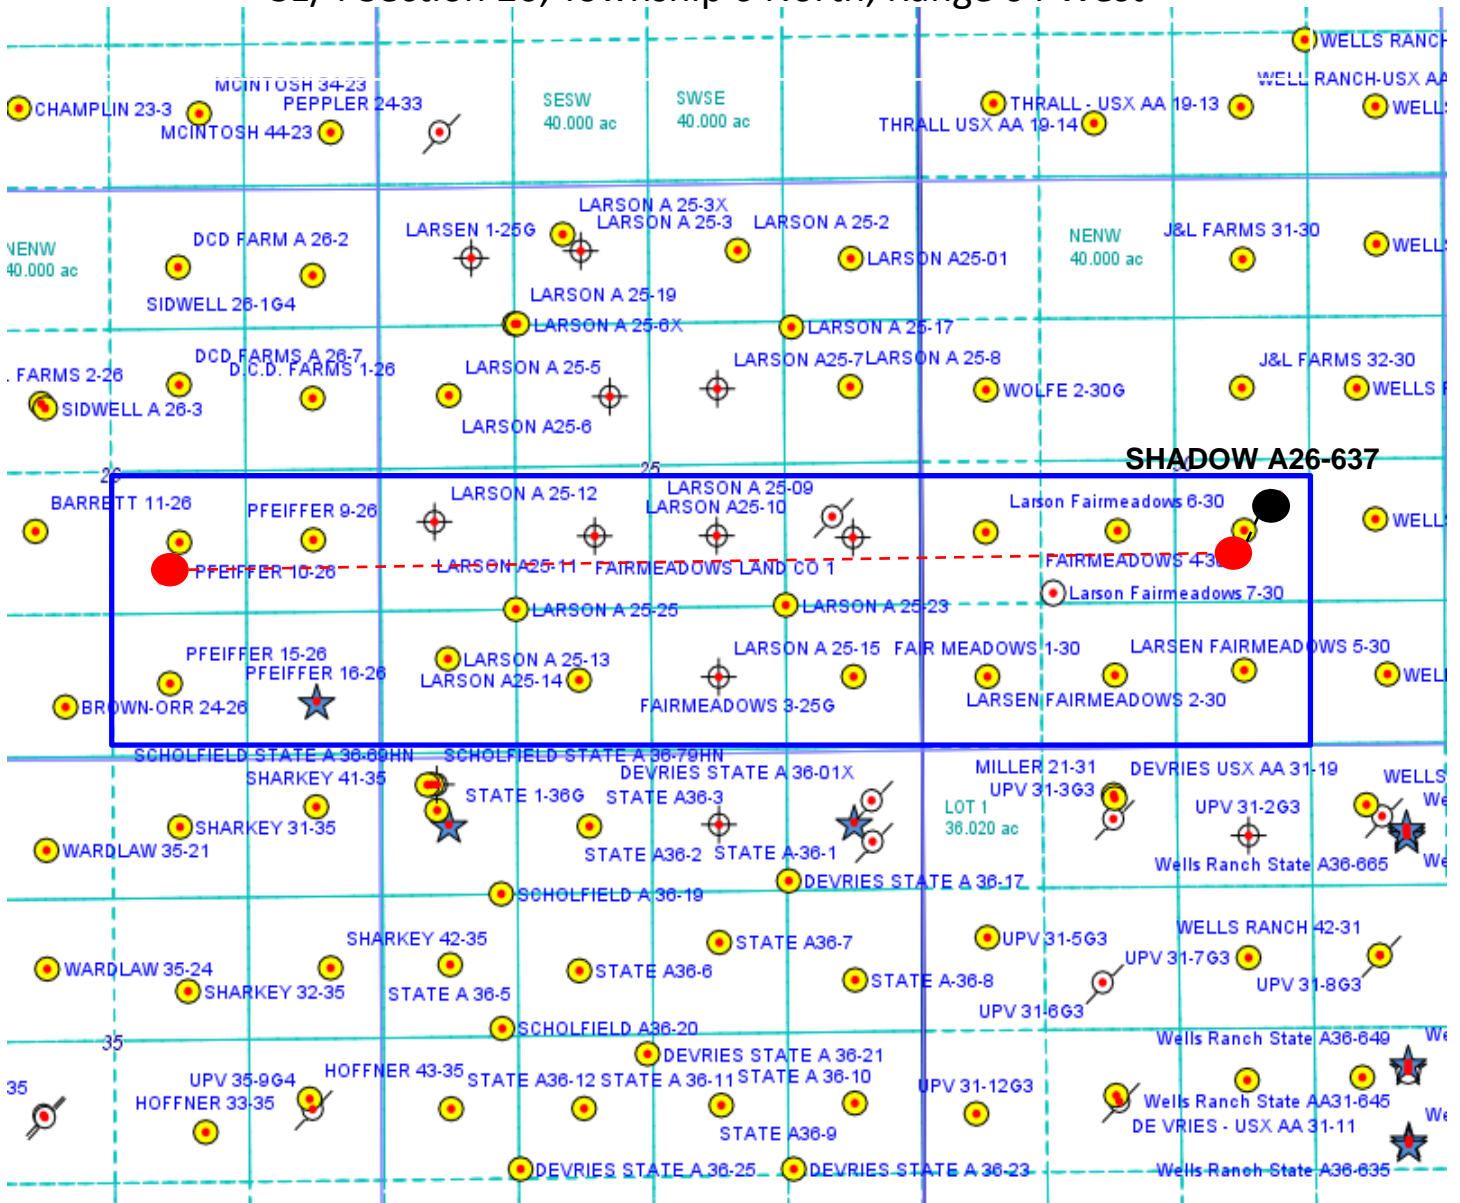 WELLS RANCH
MCINTOSH 34-23
WELL RANCH-USX AA
CHAMPLIN 23-3
PEPPLER 24-33
SESW
40.000 ac
SWSE
40.000 ac
THRALL - USX AA 19-13
WELLS
MCINTOSH 44-23
THRALL USX AA 19-14
LARSON A 25-3X
LARSEN 1-25G
LARSON A 25-3
LARSON A 25-2
J&L FARMS 31-30
NENW
40.000 ac
DCD FARM A 26-2
NENW
40.000 ac
WELLS
LARSON A25-01
SIDWELL 26-1G4
LARSON A 25-19
LARSON A 25-6X
LARSON A 25-17
DCD FARMS A 26-7
D.C.D. FARMS 1-26
LARSON A 25-5
LARSON A25-7
LARSON A 25-8
J&L FARMS 32-30
FARMS 2-26
WOLFE 2-30G
WELLS
SIDWELL A 26-3
LARSON A25-6
SHADOW A26-637
26
25
BARRETT 11-26
PFEIFFER 9-26
LARSON A 25-12
LARSON A 25-09
LARSON A25-10
Larson Fairmeadows 6-30
WELL
PFEIFFER 10-26
LARSON A25-11
FAIRMEADOWS LAND CO 1
FAIRMEADOWS 4-30
Larson Fairmeadows 7-30
LARSON A 25-25
LARSON A 25-23
PFEIFFER 15-26
PFEIFFER 16-26
LARSON A 25-13
LARSON A25-14
LARSON A 25-15
FAIR MEADOWS 1-30
LARSEN FAIRMEADOWS 5-30
WELL
BROWN-ORR 24-26
FAIRMEADOWS 3-25G
LARSEN FAIRMEADOWS 2-30
SCHOLFIELD STATE A 36-69HN
SCHOLFIELD STATE A 36-79HN
SHARKEY 41-35
DEVRIES STATE A 36-01X
MILLER 21-31
DEVRIES USX AA 31-19
WELLS
UPV 31-3G3
STATE 1-36G
STATE A36-3
LOT 1
36.020 ac
UPV 31-2G3
We
SHARKEY 31-35
WARDLAW 35-21
STATE A36-2
STATE A-36-1
Wells Ranch State A36-665
We
DEVRIES STATE A 36-17
SCHOLFIELD A 36-19
SHARKEY 42-35
STATE A36-7
UPV 31-5G3
WELLS RANCH 42-31
UPV 31-7G3
WARDLAW 35-24
STATE A36-6
STATE A-36-8
UPV 31-8G3
SHARKEY 32-35
STATE A 36-5
UPV 31-6G3
SCHOLFIELD A36-20
35
Wells Ranch State A36-649
We
DEVRIES STATE A 36-21
35
UPV 35-9G4
HOFFNER 43-35
STATE A36-12
STATE A 36-11
STATE A 36-10
UPV 31-12G3
HOFFNER 33-35
Wells Ranch State AA31-645
We
STATE A36-9
DE VRIES - USX AA 31-11
DEVRIES STATE A 36-25
DEVRIES STATE A 36-23
Wells Ranch State A36-635